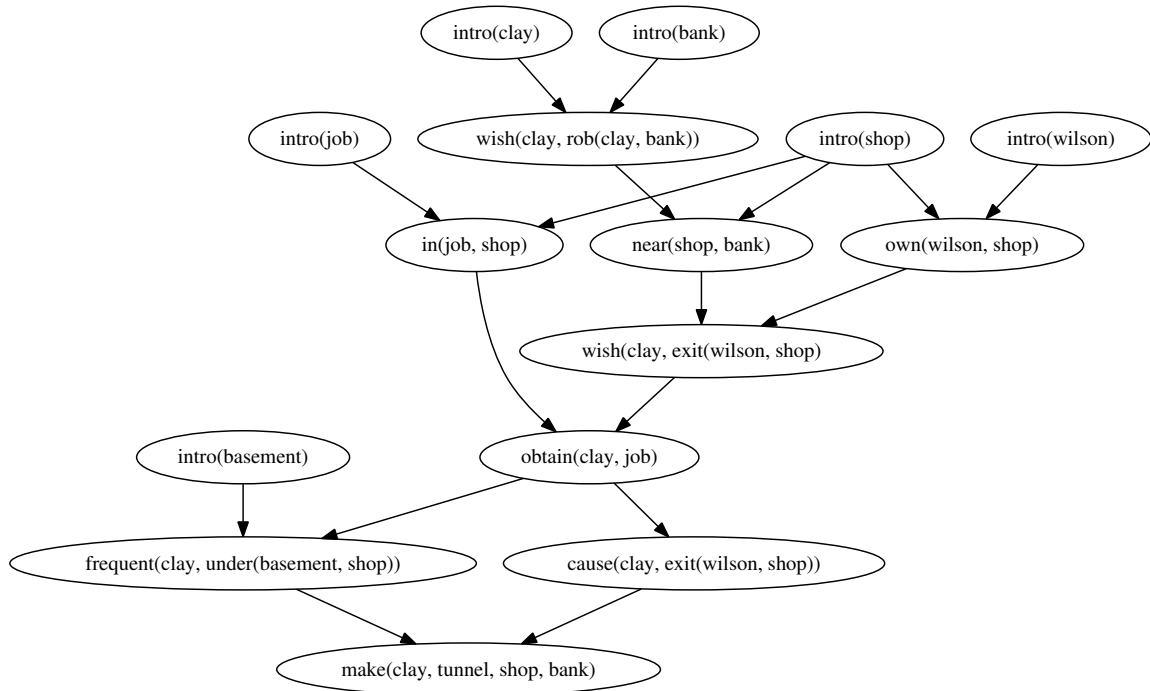 intro(clay)
intro(bank)
intro(job)
wish(clay, rob(clay, bank))
intro(shop)
intro(wilson)
in(job, shop)
near(shop, bank)
own(wilson, shop)
wish(clay, exit(wilson, shop)
intro(basement)
obtain(clay, job)
frequent(clay, under(basement, shop))
cause(clay, exit(wilson, shop))
make(clay, tunnel, shop, bank)